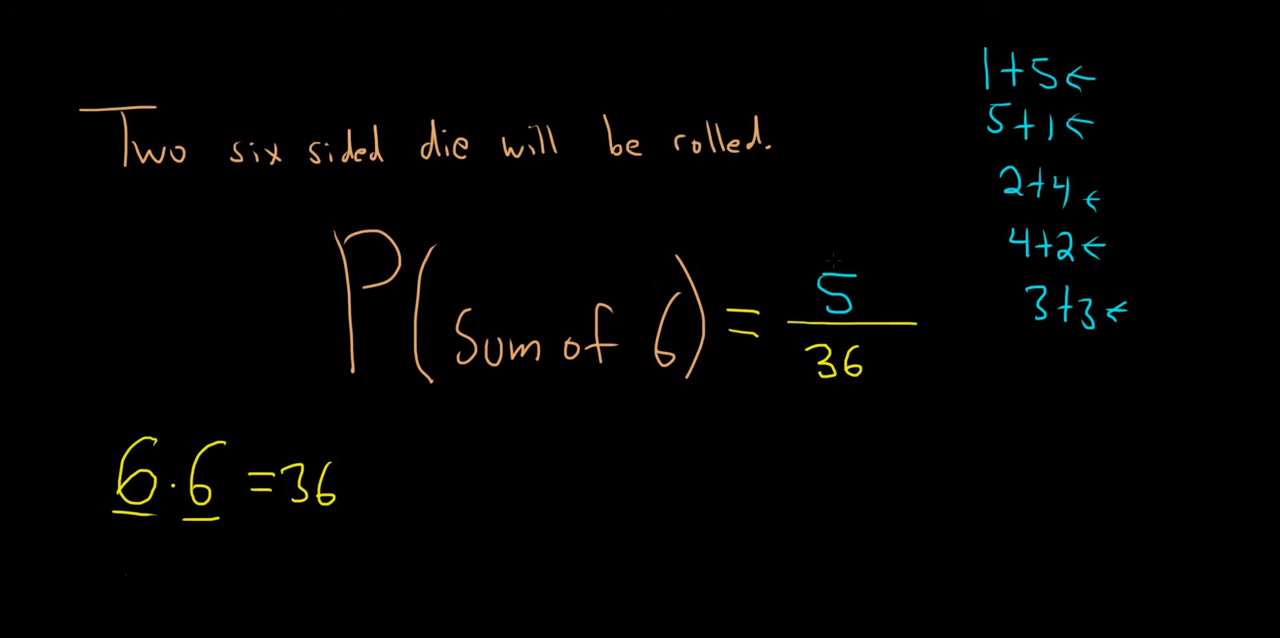 Two six sided die will be rolled.
P(Sum of 6) = 5/36
6·6 = 36
1+5←
5+1←
2+4←
4+2←
3+3←